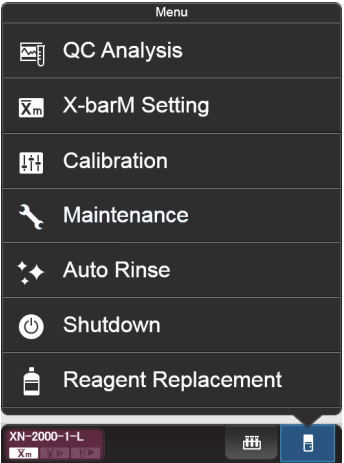 Menu
QC Analysis
X̄m X-barM Setting
Calibration
Maintenance
Auto Rinse
Shutdown
Reagent Replacement
XN-2000-1-L
X̄m